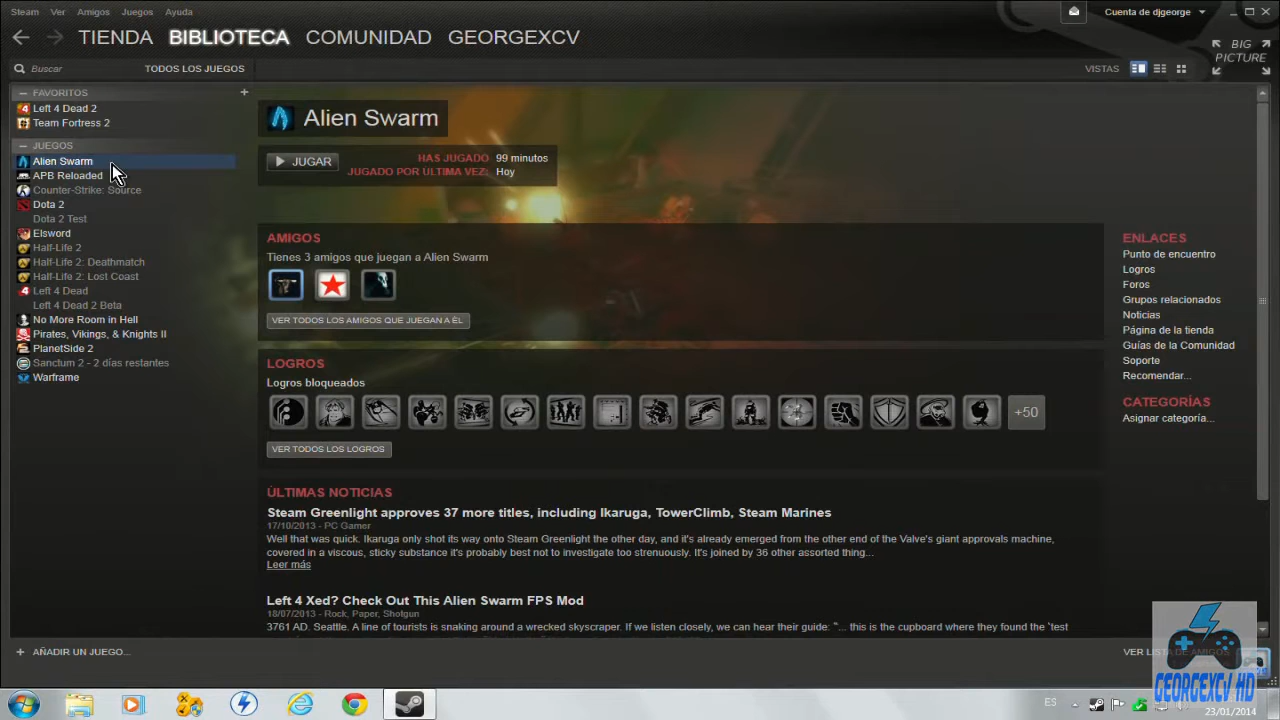 Steam Ver Amigos Juegos Ayuda
Cuenta de djgeorge
TIENDA BIBLIOTECA COMUNIDAD GEORGEXCV
BIG PICTURE
Buscar TODOS LOS JUEGOS
VISTAS
— FAVORITOS +
Left 4 Dead 2
Team Fortress 2
— JUEGOS
Alien Swarm
APB Reloaded
Counter-Strike: Source
Dota 2
Dota 2 Test
Elsword
Half-Life 2
Half-Life 2: Deathmatch
Half-Life 2: Lost Coast
Left 4 Dead
Left 4 Dead 2 Beta
No More Room in Hell
Pirates, Vikings, & Knights II
PlanetSide 2
Sanctum 2 - 2 días restantes
Warframe
Alien Swarm
JUGAR
HAS JUGADO 99 minutos
JUGADO POR ÚLTIMA VEZ: Hoy
AMIGOS
Tienes 3 amigos que juegan a Alien Swarm
VER TODOS LOS AMIGOS QUE JUEGAN A ÉL
LOGROS
Logros bloqueados
+50
VER TODOS LOS LOGROS
ÚLTIMAS NOTICIAS
Steam Greenlight approves 37 more titles, including Ikaruga, TowerClimb, Steam Marines
17/10/2013 - PC Gamer
Well that was quick. Ikaruga only shot its way onto Steam Greenlight the other day, and it's already emerged from the other end of the Valve's giant approvals machine,
covered in a viscous, sticky substance it's probably best not to investigate too strenuously. It's joined by 36 other assorted thing...
Leer más
Left 4 Xed? Check Out This Alien Swarm FPS Mod
18/07/2013 - Rock, Paper, Shotgun
3761 AD. Seattle. A line of tourists is shuffling around a wrecked skyscraper. If we listen closely, we can hear their guide: “... this is the cupboard where they found the 'test
ENLACES
Punto de encuentro
Logros
Foros
Grupos relacionados
Noticias
Página de la tienda
Guías de la Comunidad
Soporte
Recomendar...
CATEGORÍAS
Asignar categoría...
+ AÑADIR UN JUEGO...
VER LISTA DE AMIGOS
GEORGEXCV HD
ES
23/01/2014